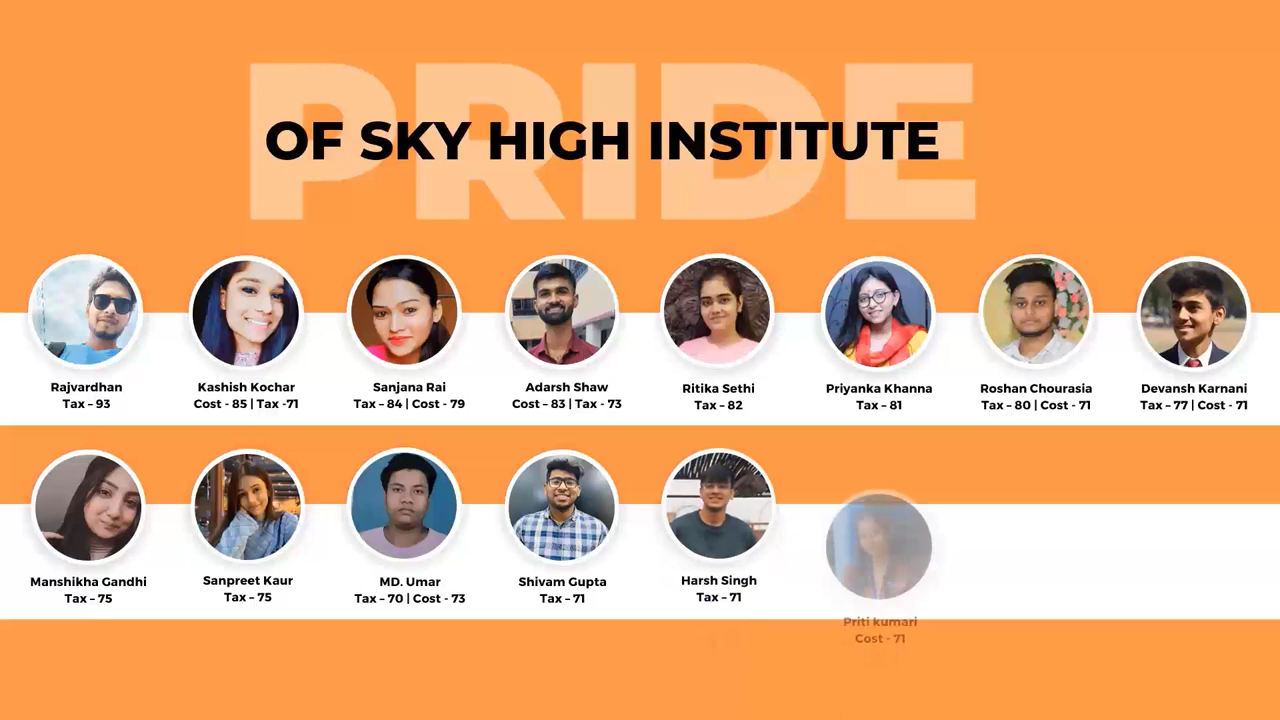 PRIDE
OF SKY HIGH INSTITUTE
Rajvardhan
Tax – 93
Kashish Kochar
Cost - 85 | Tax -71
Sanjana Rai
Tax – 84 | Cost - 79
Adarsh Shaw
Cost – 83 | Tax - 73
Ritika Sethi
Tax – 82
Priyanka Khanna
Tax – 81
Roshan Chourasia
Tax – 80 | Cost - 71
Devansh Karnani
Tax – 77 | Cost - 71
Manshikha Gandhi
Tax – 75
Sanpreet Kaur
Tax – 75
MD. Umar
Tax – 70 | Cost - 73
Shivam Gupta
Tax – 71
Harsh Singh
Tax – 71
Priti kumari
Cost - 71